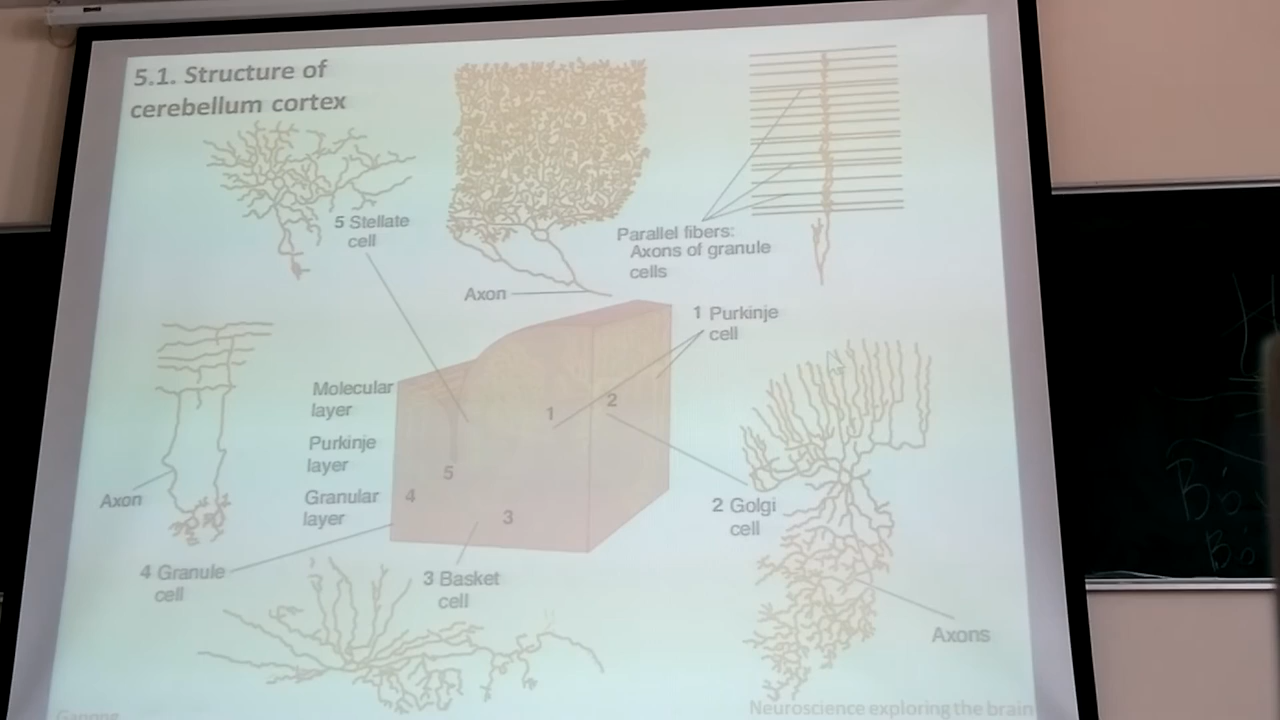 5.1. Structure of
cerebellum cortex
5 Stellate
cell
Parallel fibers:
Axons of granule
cells
Axon
1 Purkinje
cell
Molecular
layer
Purkinje
layer
Granular
layer
1
2
5
4
3
Axon
2 Golgi
cell
4 Granule
cell
3 Basket
cell
Axons
Ganong
Neuroscience exploring the brain